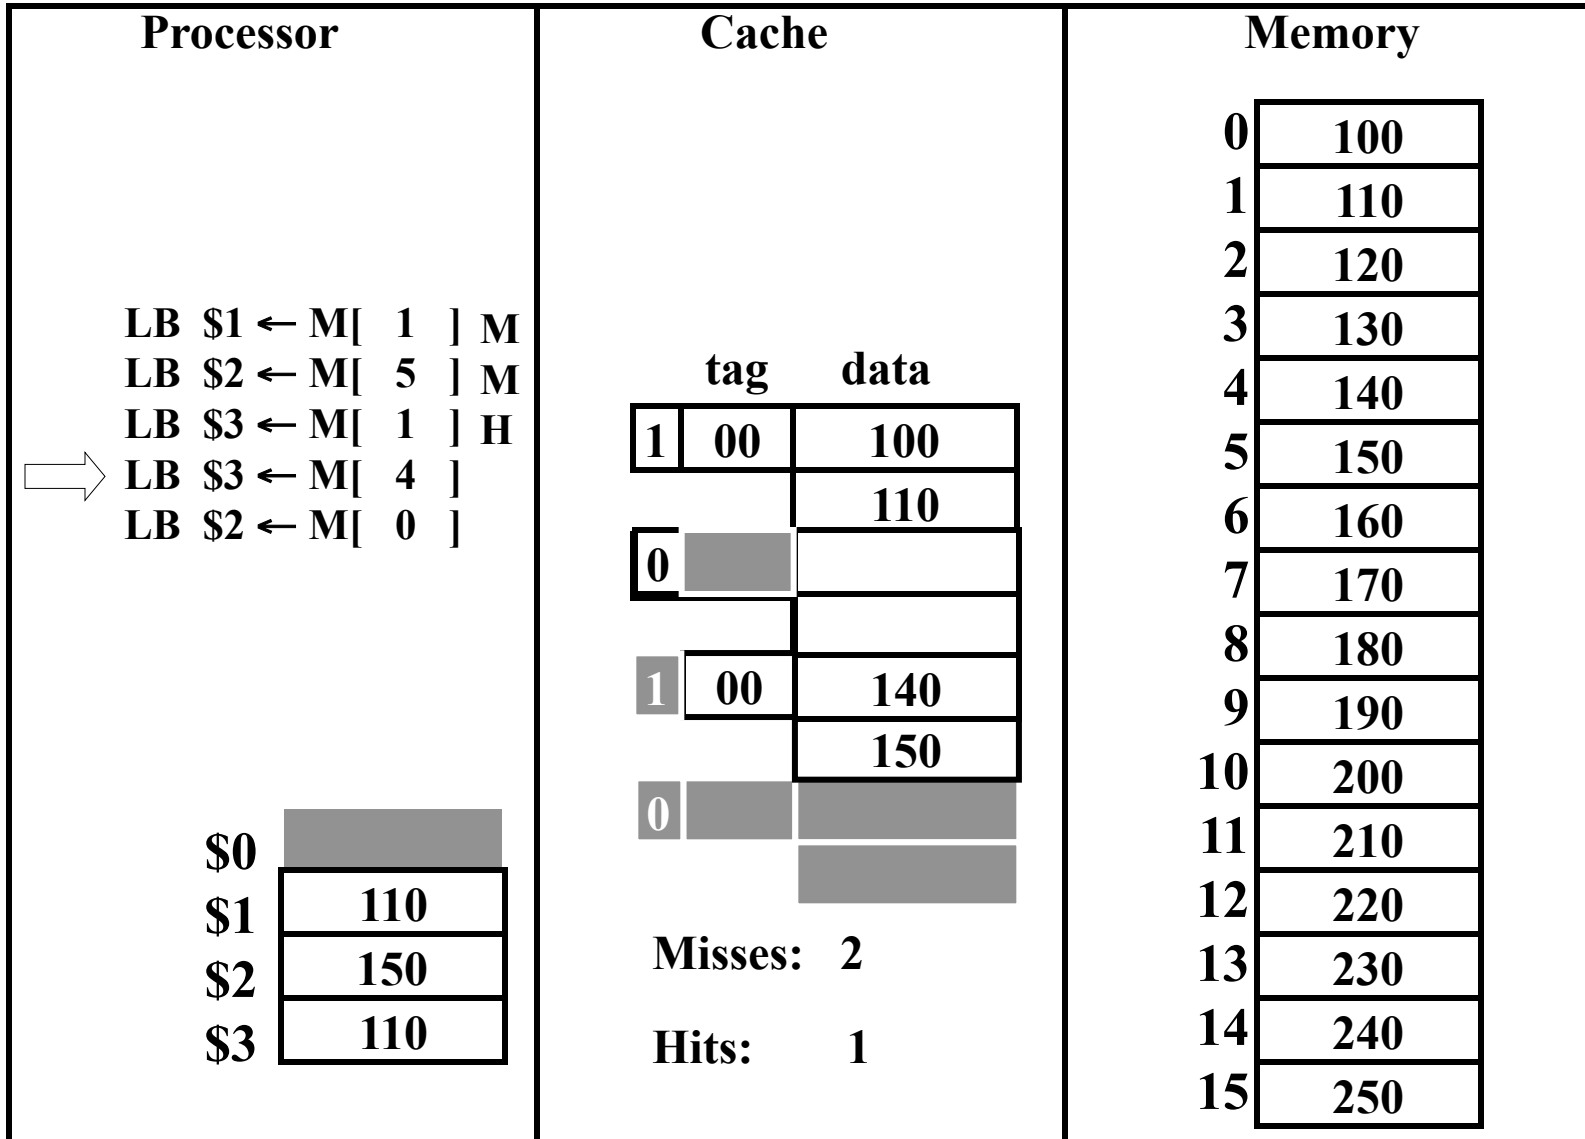 Processor
LB $1 ← M[ 1 ] M
LB $2 ← M[ 5 ] M
LB $3 ← M[ 1 ] H
LB $3 ← M[ 4 ]
LB $2 ← M[ 0 ]
$0
$1 110
$2 150
$3 110
Cache
tag data
1 00 100
110
0
1 00 140
150
0
Misses: 2
Hits: 1
Memory
0 100
1 110
2 120
3 130
4 140
5 150
6 160
7 170
8 180
9 190
10 200
11 210
12 220
13 230
14 240
15 250